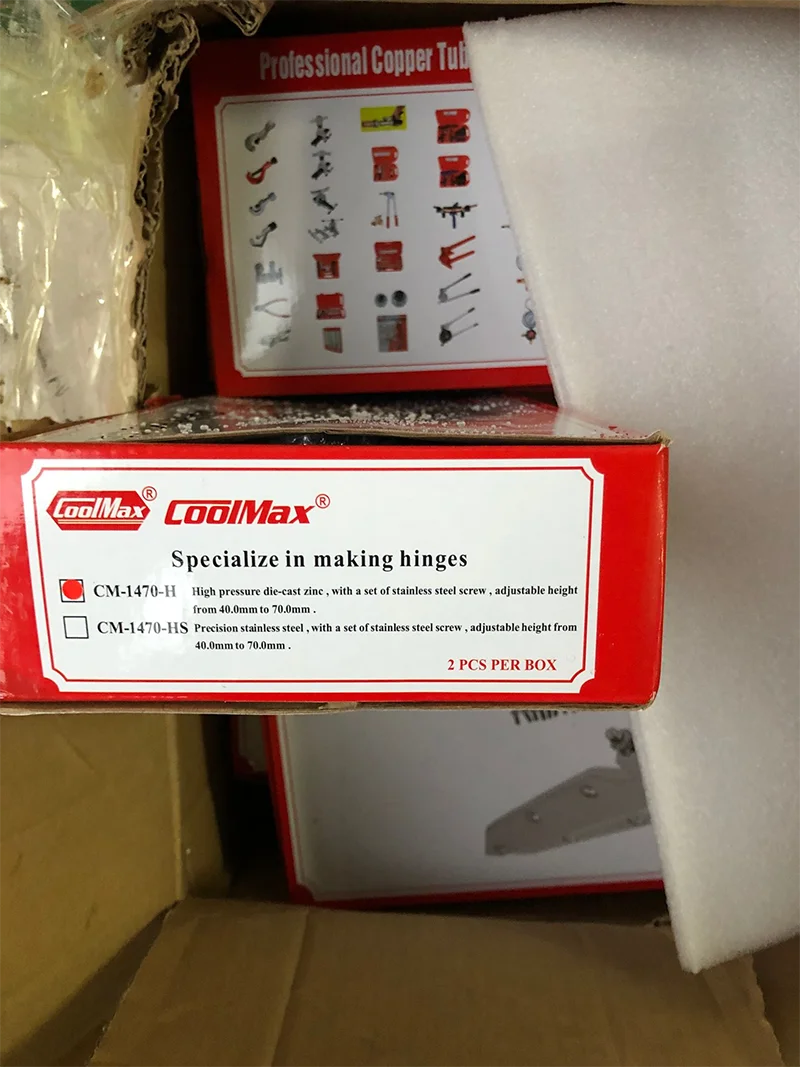 Professional Copper Tub
CoolMax® CoolMax®
Specialize in making hinges
CM-1470-H High pressure die-cast zinc , with a set of stainless steel screw , adjustable height
from 40.0mm to 70.0mm .
CM-1470-HS Precision stainless steel , with a set of stainless steel screw , adjustable height from
40.0mm to 70.0mm .
2 PCS PER BOX